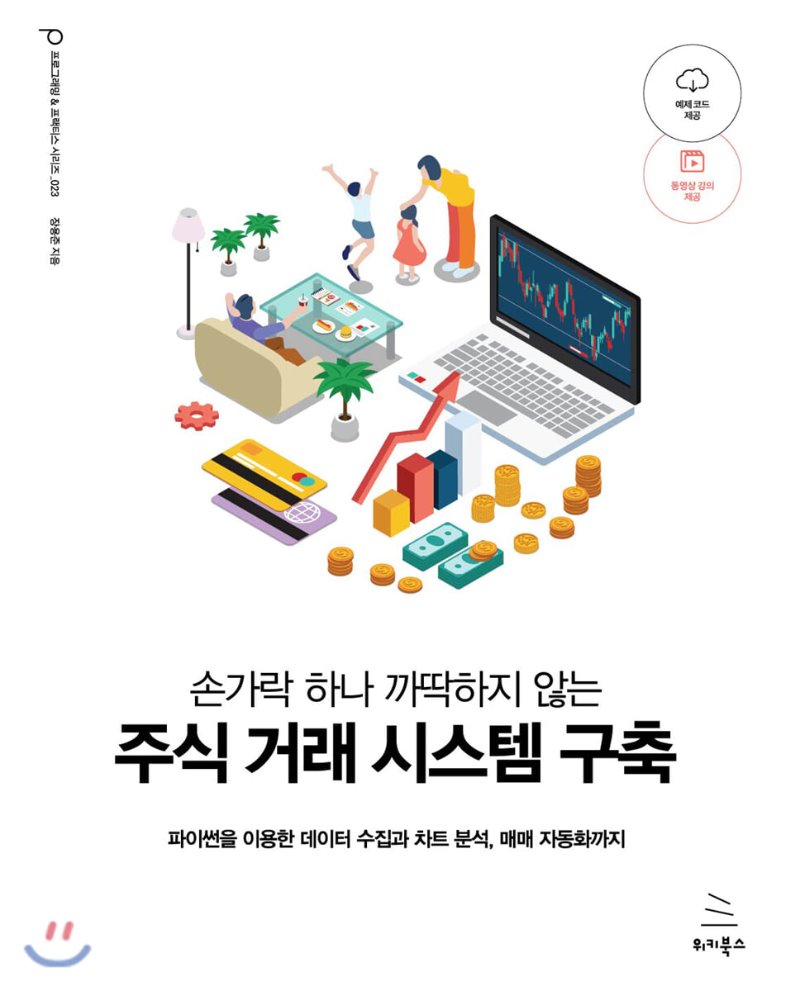 프로그래밍 & 프랙티스 시리즈_023
장용준 지음
예제 코드
제공
동영상 강의
제공
손가락 하나 까딱하지 않는
주식 거래 시스템 구축
파이썬을 이용한 데이터 수집과 차트 분석, 매매 자동화까지
위키북스